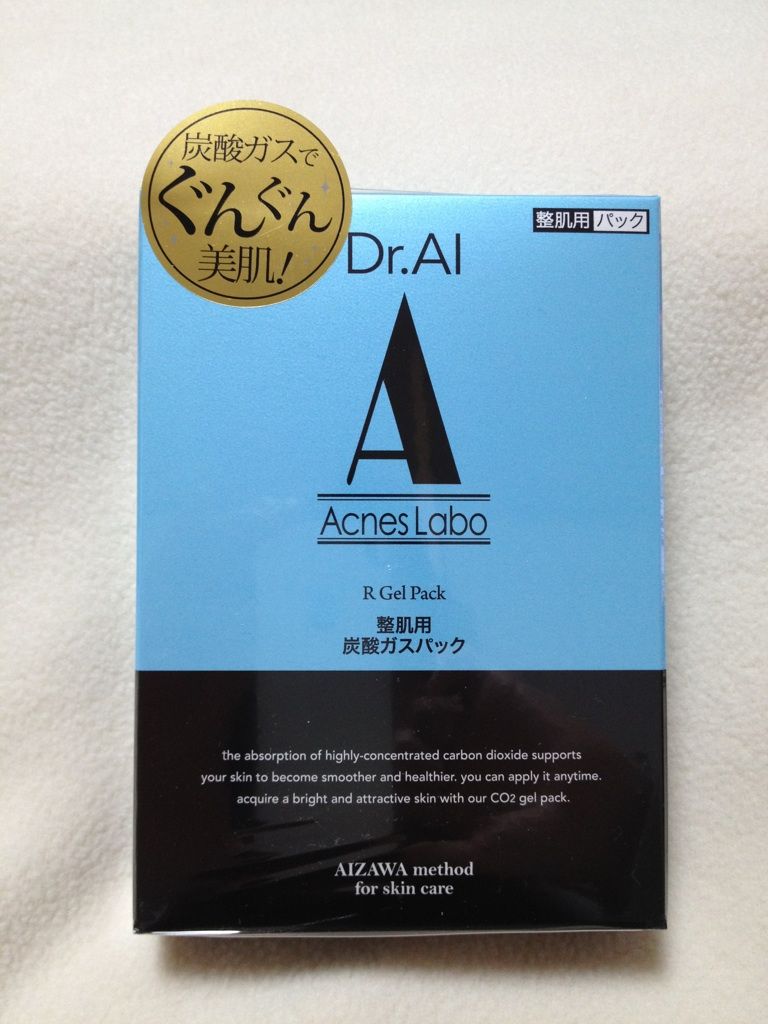 炭酸ガスで
ぐんぐん
美肌!
整肌用 パック
Dr.AI
A
Acnes Labo
R Gel Pack
整肌用
炭酸ガスパック
the absorption of highly-concentrated carbon dioxide supports
your skin to become smoother and healthier. you can apply it anytime.
acquire a bright and attractive skin with our CO2 gel pack.
AIZAWA method
for skin care